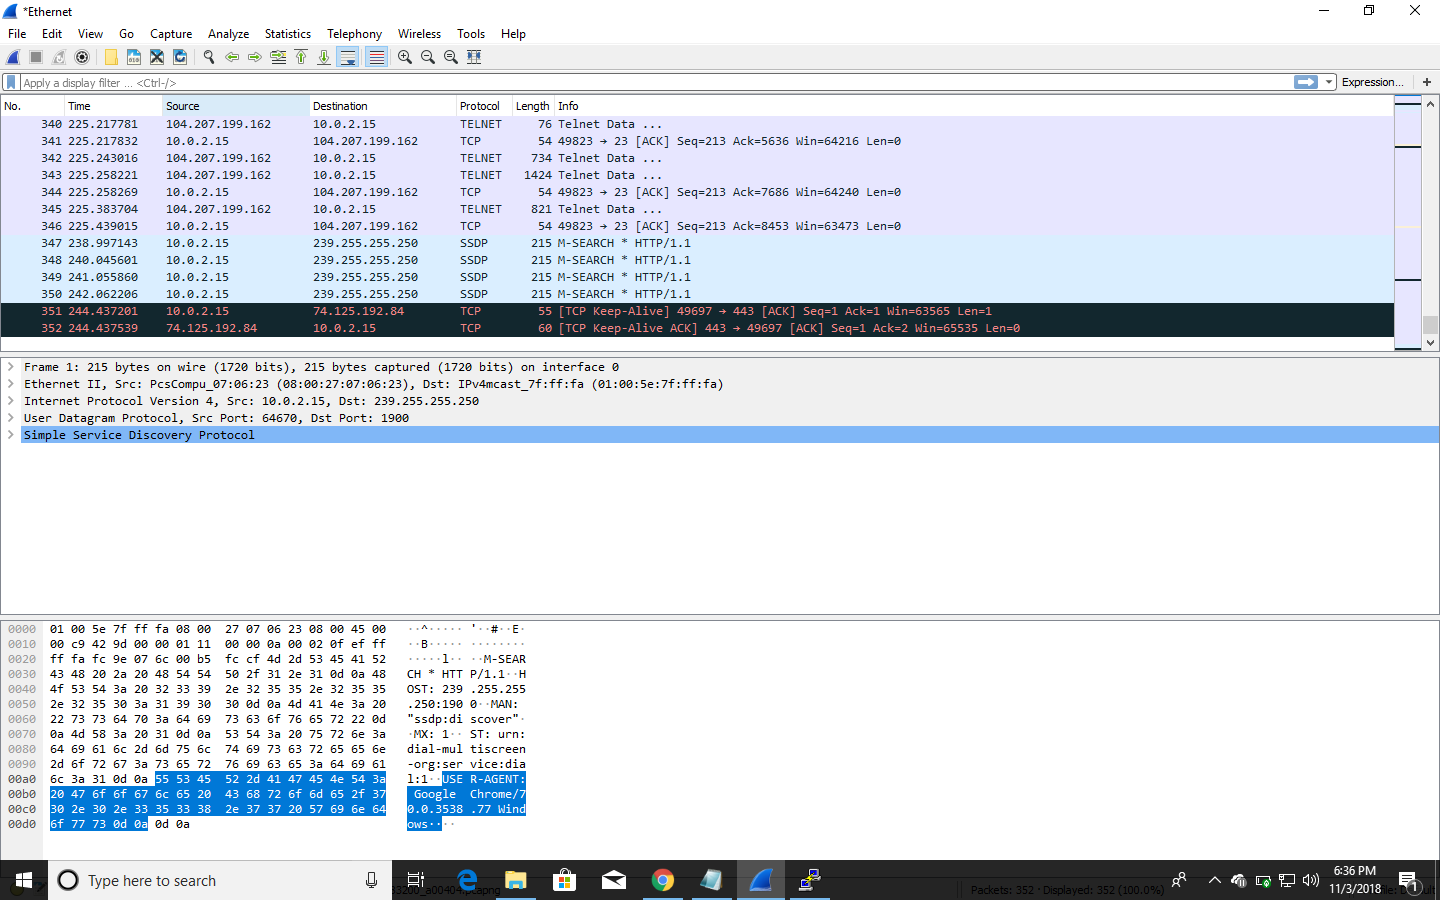 *Ethernet
File Edit View Go Capture Analyze Statistics Telephony Wireless Tools Help
Apply a display filter ... <Ctrl-/> Expression... +
No. Time Source Destination Protocol Length Info
340 225.217781 104.207.199.162 10.0.2.15 TELNET 76 Telnet Data ...
341 225.217832 10.0.2.15 104.207.199.162 TCP 54 49823 → 23 [ACK] Seq=213 Ack=5636 Win=64216 Len=0
342 225.243016 104.207.199.162 10.0.2.15 TELNET 734 Telnet Data ...
343 225.258221 104.207.199.162 10.0.2.15 TELNET 1424 Telnet Data ...
344 225.258269 10.0.2.15 104.207.199.162 TCP 54 49823 → 23 [ACK] Seq=213 Ack=7686 Win=64240 Len=0
345 225.383704 104.207.199.162 10.0.2.15 TELNET 821 Telnet Data ...
346 225.439015 10.0.2.15 104.207.199.162 TCP 54 49823 → 23 [ACK] Seq=213 Ack=8453 Win=63473 Len=0
347 238.997143 10.0.2.15 239.255.255.250 SSDP 215 M-SEARCH * HTTP/1.1
348 240.045601 10.0.2.15 239.255.255.250 SSDP 215 M-SEARCH * HTTP/1.1
349 241.055860 10.0.2.15 239.255.255.250 SSDP 215 M-SEARCH * HTTP/1.1
350 242.062206 10.0.2.15 239.255.255.250 SSDP 215 M-SEARCH * HTTP/1.1
351 244.437201 10.0.2.15 74.125.192.84 TCP 55 [TCP Keep-Alive] 49697 → 443 [ACK] Seq=1 Ack=1 Win=63565 Len=1
352 244.437539 74.125.192.84 10.0.2.15 TCP 60 [TCP Keep-Alive ACK] 443 → 49697 [ACK] Seq=1 Ack=2 Win=65535 Len=0
Frame 1: 215 bytes on wire (1720 bits), 215 bytes captured (1720 bits) on interface 0
Ethernet II, Src: PcsCompu_07:06:23 (08:00:27:07:06:23), Dst: IPv4mcast_7f:ff:fa (01:00:5e:7f:ff:fa)
Internet Protocol Version 4, Src: 10.0.2.15, Dst: 239.255.255.250
User Datagram Protocol, Src Port: 64670, Dst Port: 1900
Simple Service Discovery Protocol
0000 01 00 5e 7f ff fa 08 00 27 07 06 23 08 00 45 00 ··^····· '··#··E·
0010 00 c9 42 9d 00 00 01 11 00 00 0a 00 02 0f ef ff ··B····· ········
0020 ff fa fc 9e 07 6c 00 b5 fc cf 4d 2d 53 45 41 52 ·····l·· ··M-SEAR
0030 43 48 20 2a 20 48 54 54 50 2f 31 2e 31 0d 0a 48 CH * HTT P/1.1··H
0040 4f 53 54 3a 20 32 33 39 2e 32 35 35 2e 32 35 35 OST: 239 .255.255
0050 2e 32 35 30 3a 31 39 30 30 0d 0a 4d 41 4e 3a 20 .250:190 0··MAN:
0060 22 73 73 64 70 3a 64 69 73 63 6f 76 65 72 22 0d "ssdp:di scover"·
0070 0a 4d 58 3a 20 31 0d 0a 53 54 3a 20 75 72 6e 3a ·MX: 1·· ST: urn:
0080 64 69 61 6c 2d 6d 75 6c 74 69 73 63 72 65 65 6e dial-mul tiscreen
0090 2d 6f 72 67 3a 73 65 72 76 69 63 65 3a 64 69 61 -org:ser vice:dia
00a0 6c 3a 31 0d 0a 55 53 45 52 2d 41 47 45 4e 54 3a l:1··USE R-AGENT:
00b0 20 47 6f 6f 67 6c 65 20 43 68 72 6f 6d 65 2f 37 Google Chrome/7
00c0 30 2e 30 2e 33 35 33 38 2e 37 37 20 57 69 6e 64 0.0.3538 .77 Wind
00d0 6f 77 73 0d 0a 0d 0a ows····
Type here to search
Packets: 352 · Displayed: 352 (100.0%)
6:36 PM
11/3/2018
1